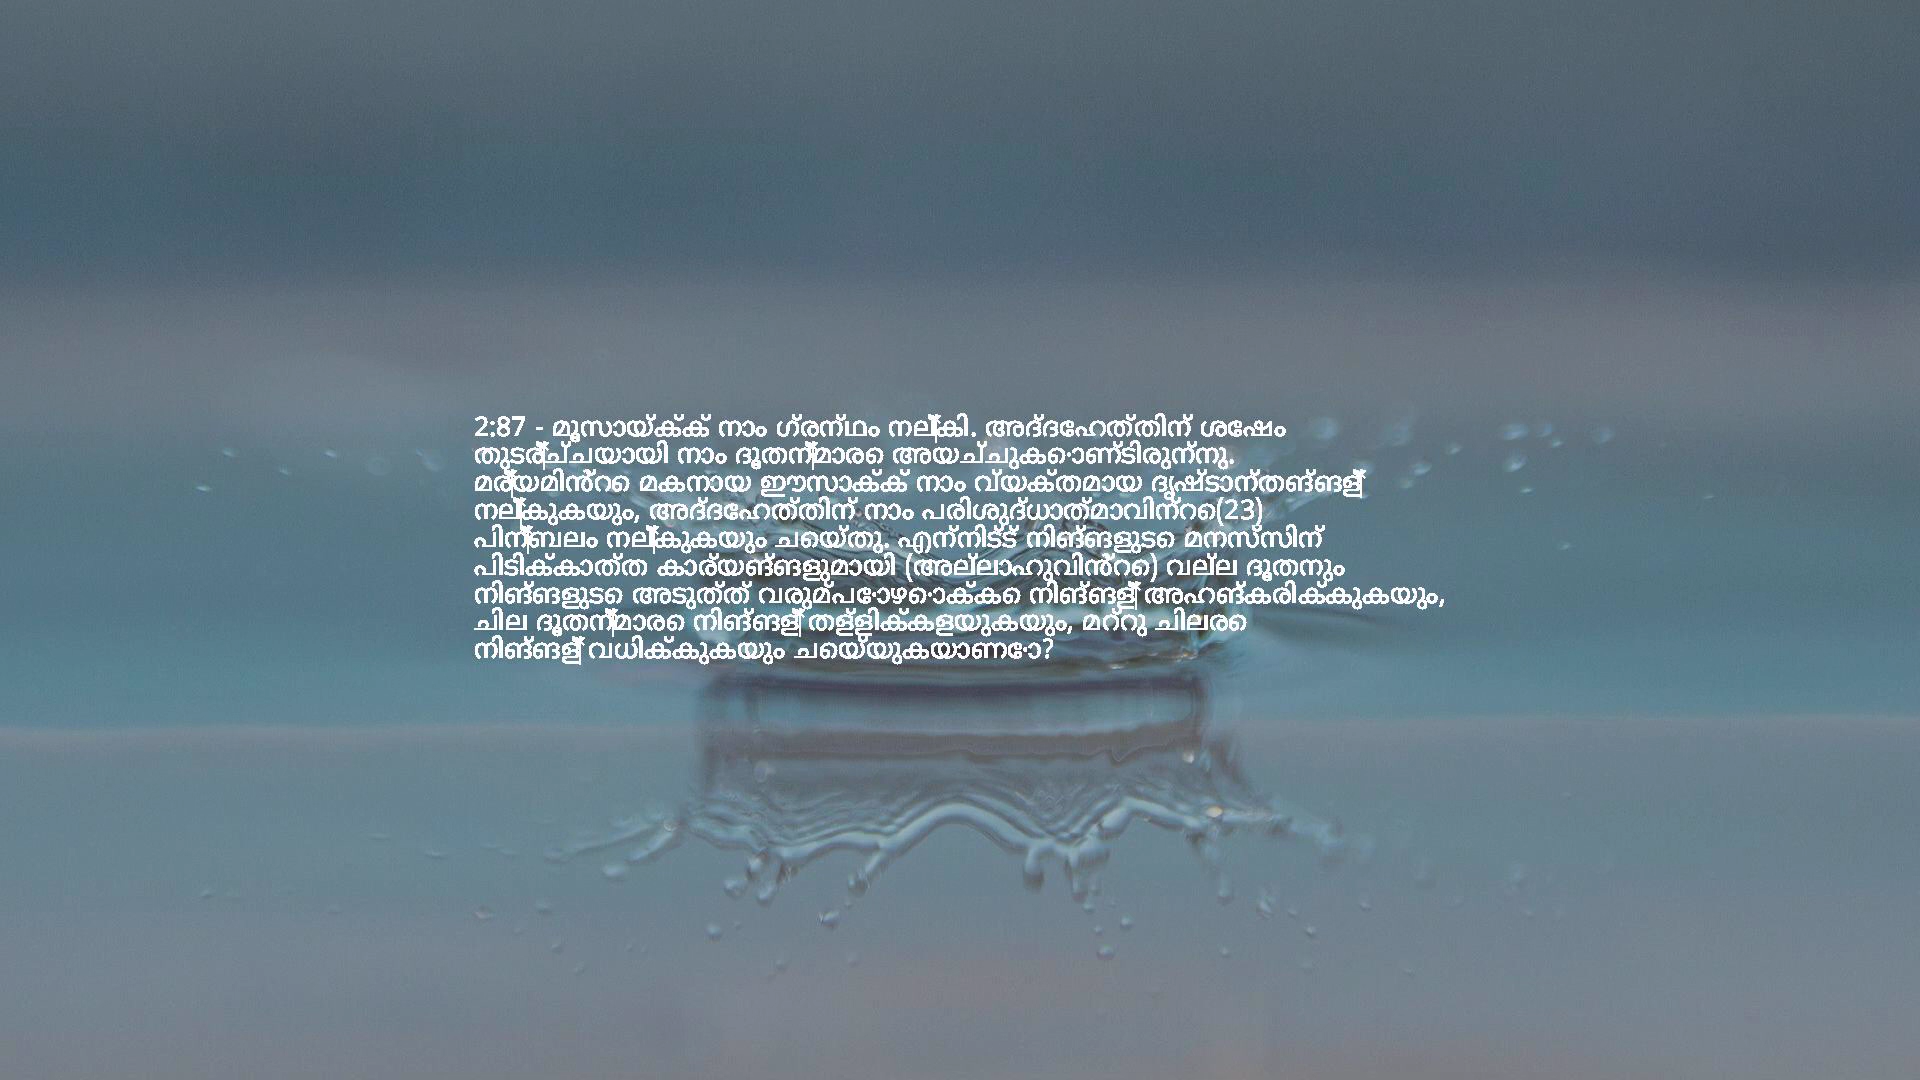 2:87 - മൂസായ്ക്ക് നാം ഗ്രന്ഥം നല്‍കി. അദ്ദേഹത്തിന് ശേഷം
തുടര്‍ച്ചയായി നാം ദൂതന്‍മാരെ അയച്ചുകൊണ്ടിരുന്നു.
മര്‍യമിൻറെ മകനായ ഈസാക്ക് നാം വ്യക്തമായ ദൃഷ്ടാന്തങ്ങള്‍
നല്‍കുകയും, അദ്ദേഹത്തിന് നാം പരിശുദ്ധാത്മാവിന്റെ(23)
പിന്‍ബലം നല്‍കുകയും ചെയ്തു. എന്നിട്ട് നിങ്ങളുടെ മനസ്സിന്
പിടിക്കാത്ത കാര്യങ്ങളുമായി (അല്ലാഹുവിൻറെ) വല്ല ദൂതനും
നിങ്ങളുടെ അടുത്ത് വരുമ്പോഴൊക്കെ നിങ്ങള്‍ അഹങ്കരിക്കുകയും,
ചില ദൂതന്‍മാരെ നിങ്ങള്‍ തള്ളിക്കളയുകയും, മറ്റു ചിലരെ
നിങ്ങള്‍ വധിക്കുകയും ചെയ്യുകയാണോ?